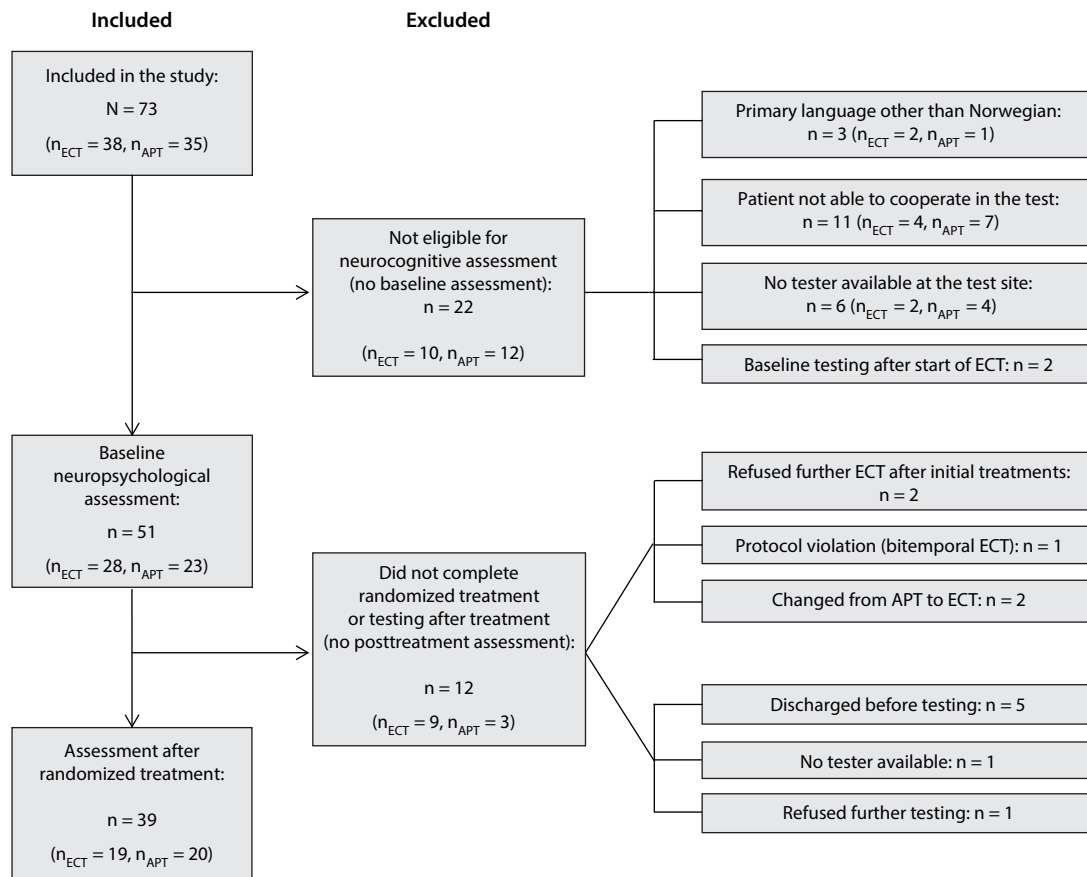 Included
Excluded
Included in the study:
N = 73
(nECT = 38, nAPT = 35)
Primary language other than Norwegian:
n = 3 (nECT = 2, nAPT = 1)
Patient not able to cooperate in the test:
n = 11 (nECT = 4, nAPT = 7)
Not eligible for
neurocognitive assessment
(no baseline assessment):
n = 22
(nECT = 10, nAPT = 12)
No tester available at the test site:
n = 6 (nECT = 2, nAPT = 4)
Baseline testing after start of ECT: n = 2
Baseline
neuropsychological
assessment:
n = 51
(nECT = 28, nAPT = 23)
Refused further ECT after initial treatments:
n = 2
Protocol violation (bitemporal ECT): n = 1
Changed from APT to ECT: n = 2
Did not complete
randomized treatment
or testing after treatment
(no posttreatment assessment):
n = 12
(nECT = 9, nAPT = 3)
Discharged before testing: n = 5
No tester available: n = 1
Refused further testing: n = 1
Assessment after
randomized treatment:
n = 39
(nECT = 19, nAPT = 20)